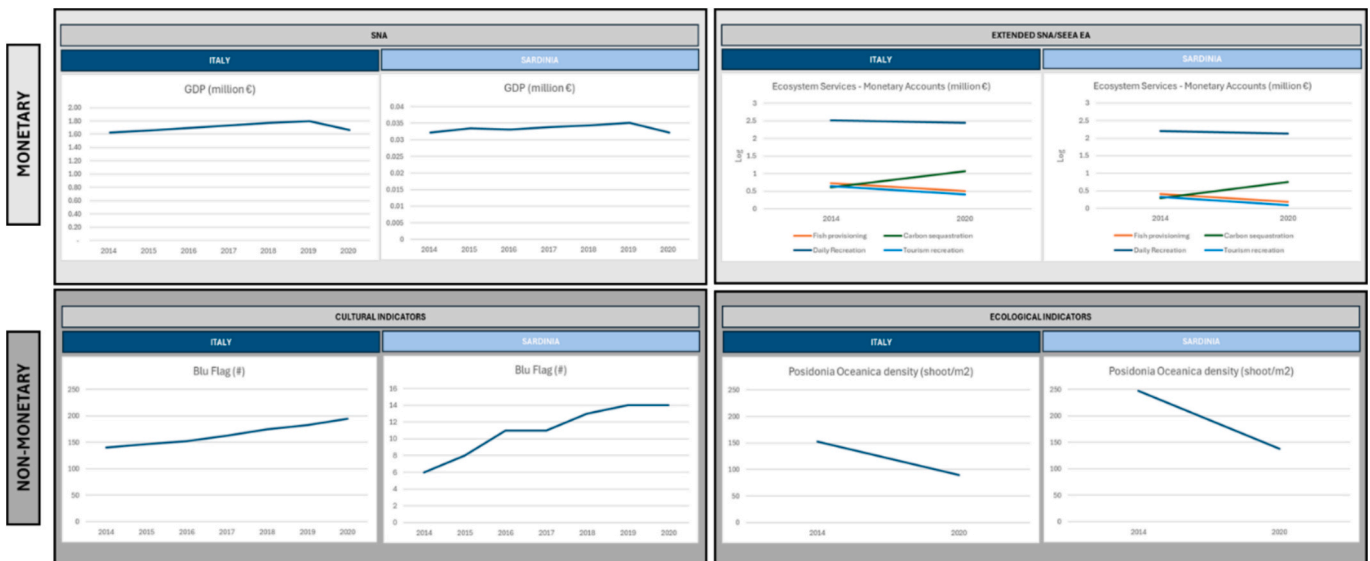 MONETARY
SNA
ITALY
SARDINIA
GDP (million €)
2.00
1.80
1.60
1.40
1.20
1.00
0.80
0.60
0.40
0.20
-
2014 2015 2016 2017 2018 2019 2020
GDP (million €)
0.04
0.035
0.03
0.025
0.02
0.015
0.01
0.005
0
2014 2015 2016 2017 2018 2019 2020
EXTENDED SNA/SEEA EA
ITALY
SARDINIA
Ecosystem Services - Monetary Accounts (million €)
Log
3
2.5
2
1.5
1
0.5
0
2014 2020
Fish provisioning Carbon sequestration
Daily Recreation Tourism recreation
Ecosystem Services - Monetary Accounts (million €)
Log
3
2.5
2
1.5
1
0.5
0
2014 2020
Fish provisioning Carbon sequestration
Daily Recreation Tourism recreation
NON-MONETARY
CULTURAL INDICATORS
ITALY
SARDINIA
Blu Flag (#)
250
200
150
100
50
0
2014 2015 2016 2017 2018 2019 2020
Blu Flag (#)
16
14
12
10
8
6
4
2
0
2014 2015 2016 2017 2018 2019 2020
ECOLOGICAL INDICATORS
ITALY
SARDINIA
Posidonia Oceanica density (shoot/m2)
250
200
150
100
50
0
2014 2020
Posidonia Oceanica density (shoot/m2)
250
200
150
100
50
0
2014 2020